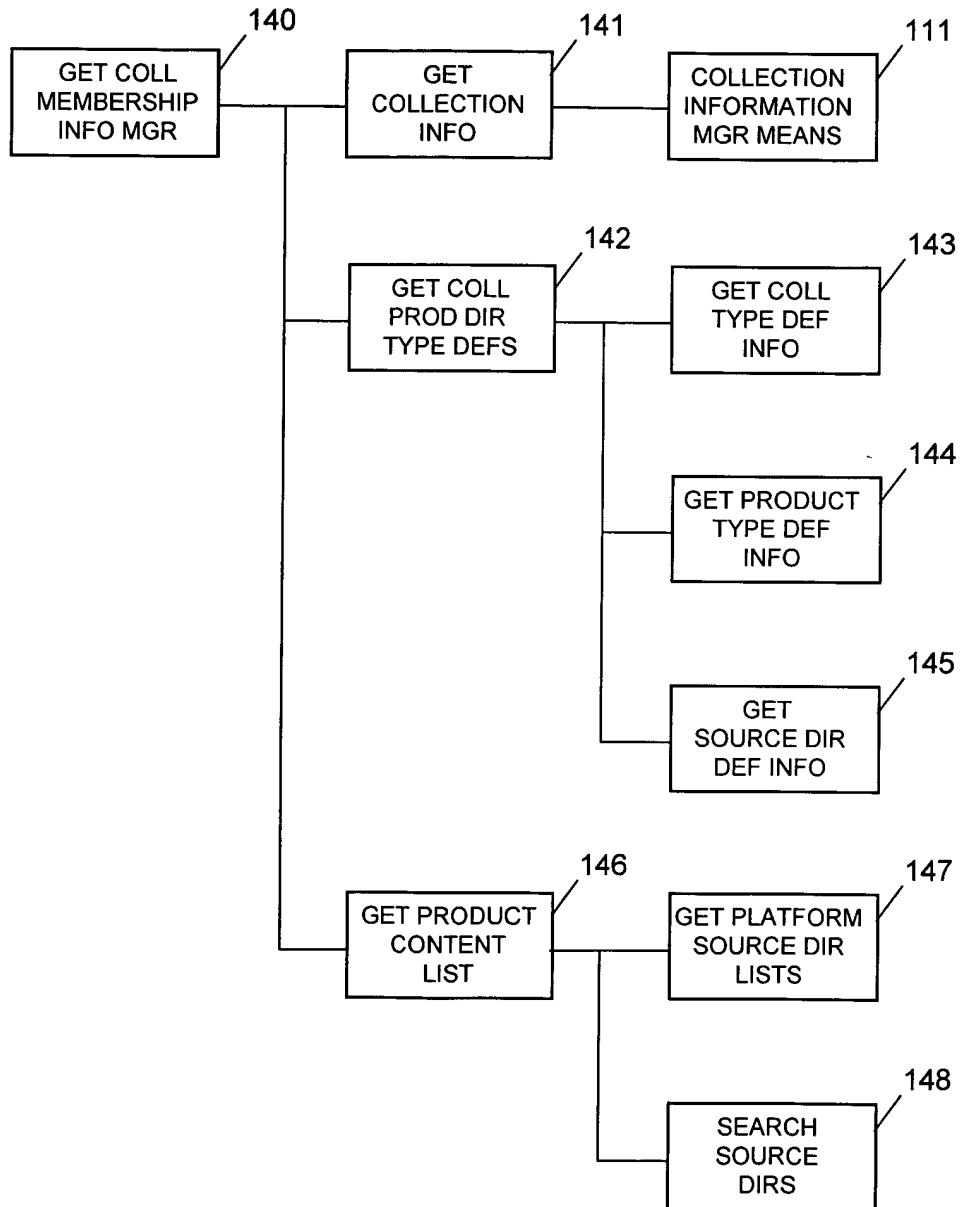 140
GET COLL
MEMBERSHIP
INFO MGR
141
GET
COLLECTION
INFO
111
COLLECTION
INFORMATION
MGR MEANS
142
GET COLL
PROD DIR
TYPE DEFS
143
GET COLL
TYPE DEF
INFO
144
GET PRODUCT
TYPE DEF
INFO
145
GET
SOURCE DIR
DEF INFO
146
GET PRODUCT
CONTENT
LIST
147
GET PLATFORM
SOURCE DIR
LISTS
148
SEARCH
SOURCE
DIRS